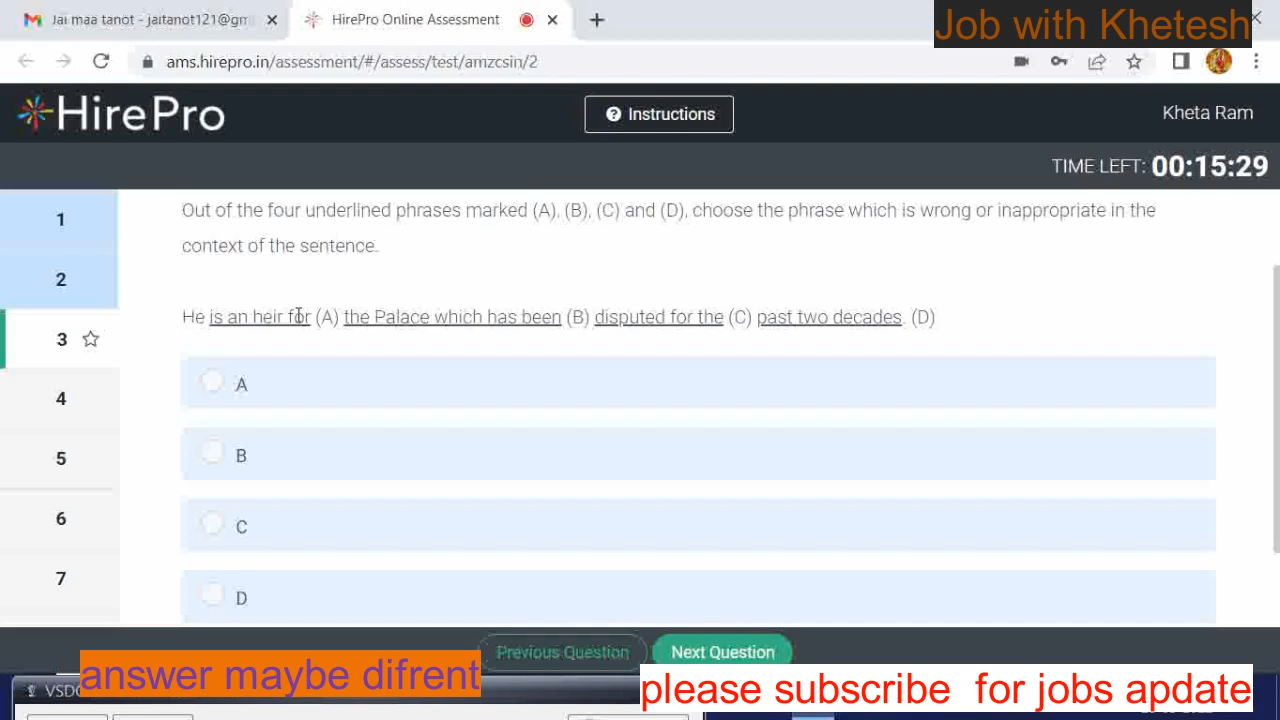 Jai maa tanot - jaitanot121@gm
HirePro Online Assessment
Job with Khetesh
ams.hirepro.in/assessment/#/assess/test/amzcsin/2
HirePro
Instructions
Kheta Ram
TIME LEFT: 00:15:29
1
2
3
4
5
6
7
Out of the four underlined phrases marked (A), (B), (C) and (D), choose the phrase which is wrong or inappropriate in the
context of the sentence.
He is an heir for (A) the Palace which has been (B) disputed for the (C) past two decades. (D)
A
B
C
D
Previous Question
Next Question
answer maybe difrent
please subscribe for jobs apdate